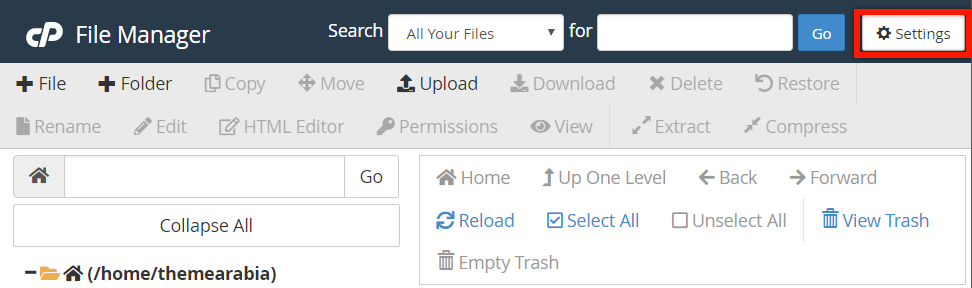 cP File Manager Search All Your Files for Go Settings
File Folder Copy Move Upload Download Delete Restore
Rename Edit HTML Editor Permissions View Extract Compress
Go
Collapse All
(/home/themearabia)
Home Up One Level Back Forward
Reload Select All Unselect All View Trash
Empty Trash